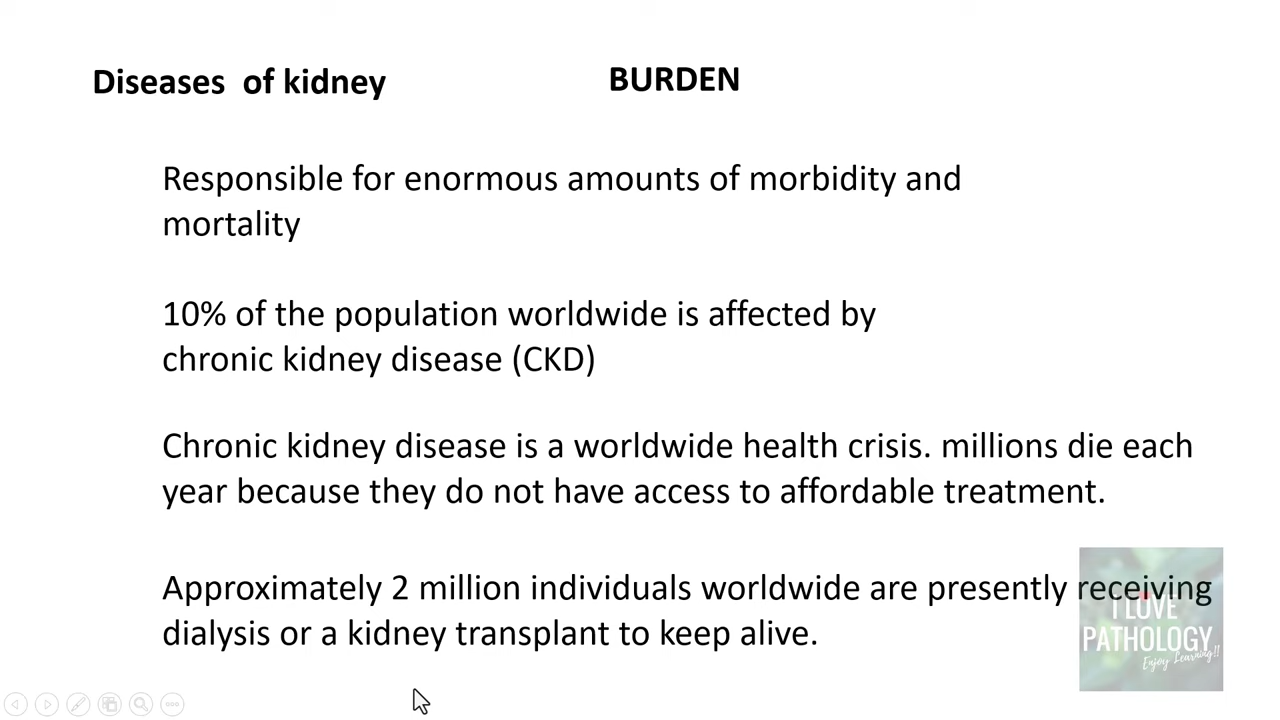 Diseases of kidney
BURDEN
Responsible for enormous amounts of morbidity and
mortality
10% of the population worldwide is affected by
chronic kidney disease (CKD)
Chronic kidney disease is a worldwide health crisis. millions die each
year because they do not have access to affordable treatment.
Approximately 2 million individuals worldwide are presently receiving
dialysis or a kidney transplant to keep alive.
I LOVE
PATHOLOGY
Enjoy Learning!!